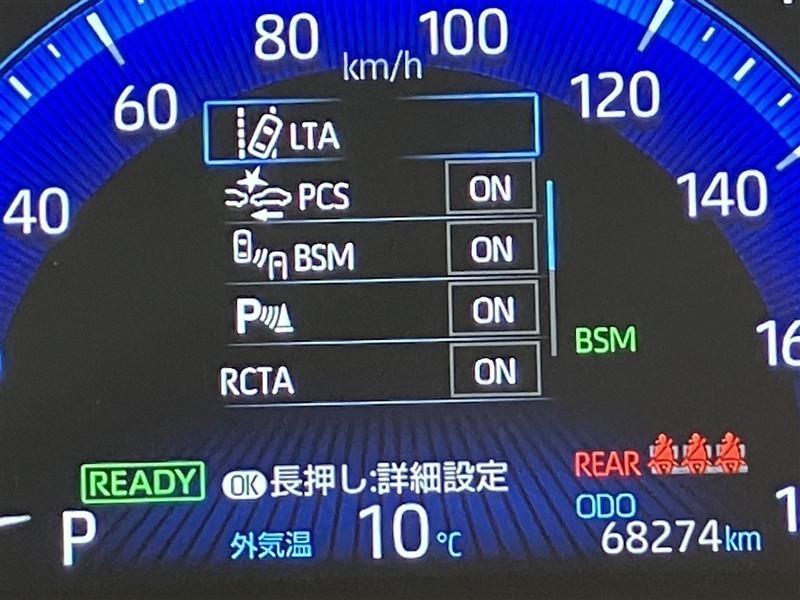 80
100
km/h
60
120
LTA
40
PCS ON
140
BSM ON
P ON
BSM
16
RCTA ON
REAR
READY OK 長押し:詳細設定
ODO
P
外気温 10℃
68274km
1